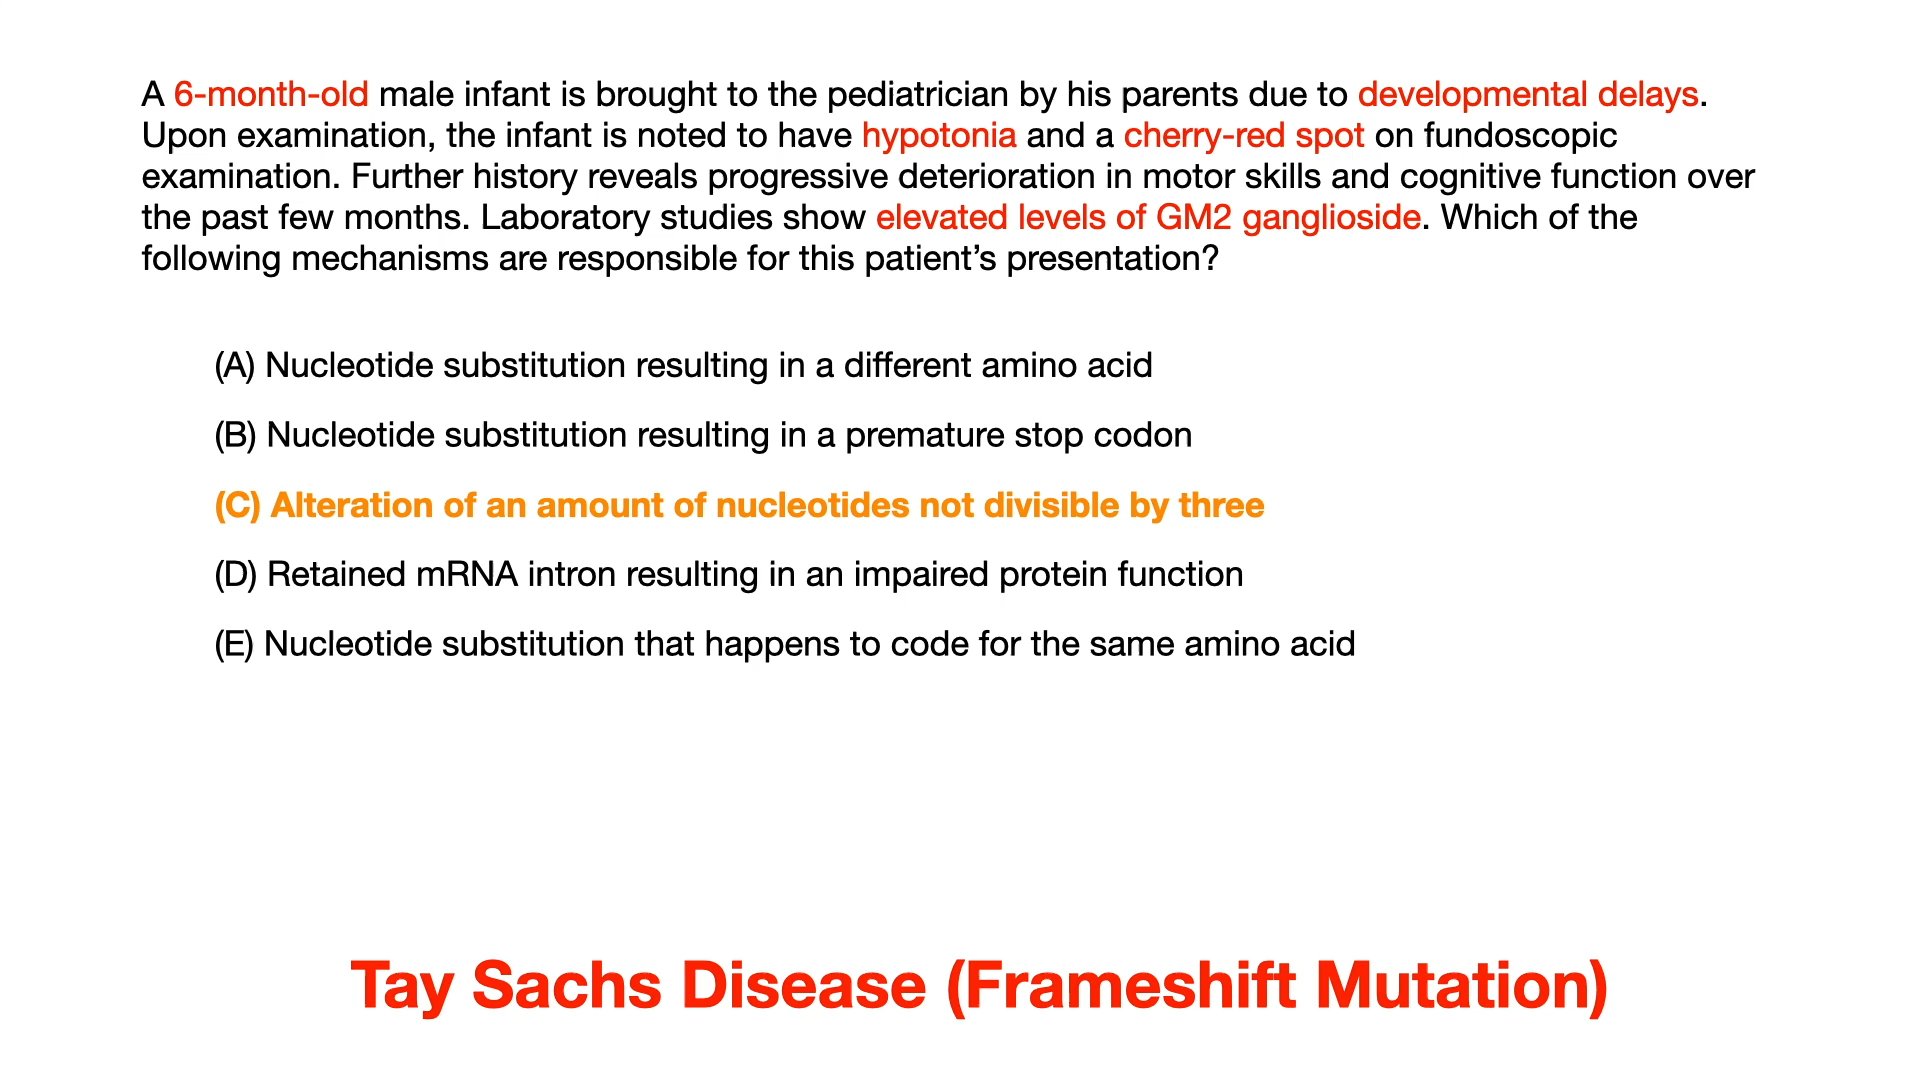 A 6-month-old male infant is brought to the pediatrician by his parents due to developmental delays.
Upon examination, the infant is noted to have hypotonia and a cherry-red spot on fundoscopic
examination. Further history reveals progressive deterioration in motor skills and cognitive function over
the past few months. Laboratory studies show elevated levels of GM2 ganglioside. Which of the
following mechanisms are responsible for this patient’s presentation?
(A) Nucleotide substitution resulting in a different amino acid
(B) Nucleotide substitution resulting in a premature stop codon
(C) Alteration of an amount of nucleotides not divisible by three
(D) Retained mRNA intron resulting in an impaired protein function
(E) Nucleotide substitution that happens to code for the same amino acid
Tay Sachs Disease (Frameshift Mutation)